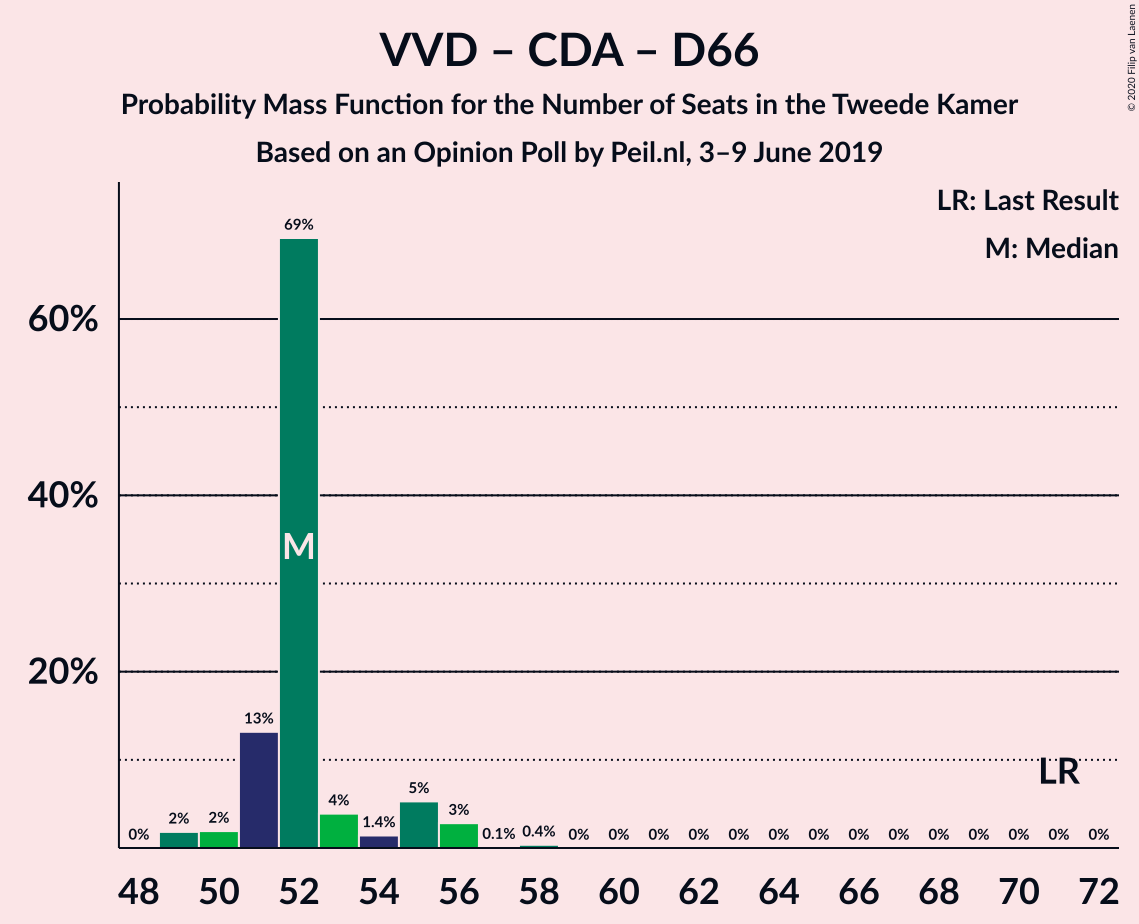 VVD – CDA – D66
Probability Mass Function for the Number of Seats in the Tweede Kamer
Based on an Opinion Poll by Peil.nl, 3–9 June 2019
© 2020 Filip van Laenen
LR: Last Result
M: Median
60%
40%
20%
0% 2% 2% 13% 69% 4% 1.4% 5% 3% 0.1% 0.4% 0% 0% 0% 0% 0% 0% 0% 0% 0% 0% 0% 0% 0% 0%
M
LR
48 50 52 54 56 58 60 62 64 66 68 70 72